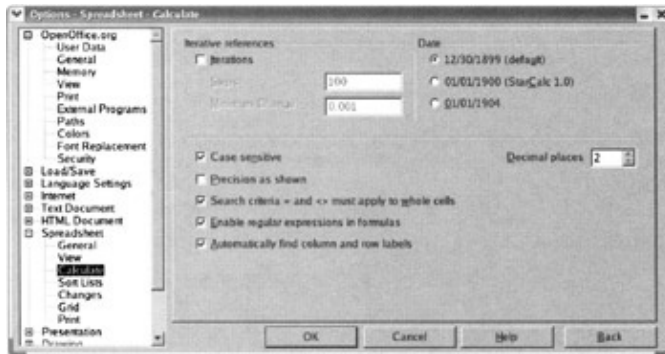 Options - Spreadsheet - Calculate
OpenOffice.org
User Data
General
Memory
View
Print
External Programs
Paths
Colors
Font Replacement
Security
Load/Save
Language Settings
Internet
Text Document
HTML Document
Spreadsheet
General
View
Calculate
Sort Lists
Changes
Grid
Print
Presentation
Drawing
Iterative references
Iterations
Steps
100
Minimum Change
0.001
Date
12/30/1899 (default)
01/01/1900 (StarCalc 1.0)
01/01/1904
Case sensitive
Decimal places
2
Precision as shown
Search criteria = and <> must apply to whole cells
Enable regular expressions in formulas
Automatically find column and row labels
OK
Cancel
Help
Back